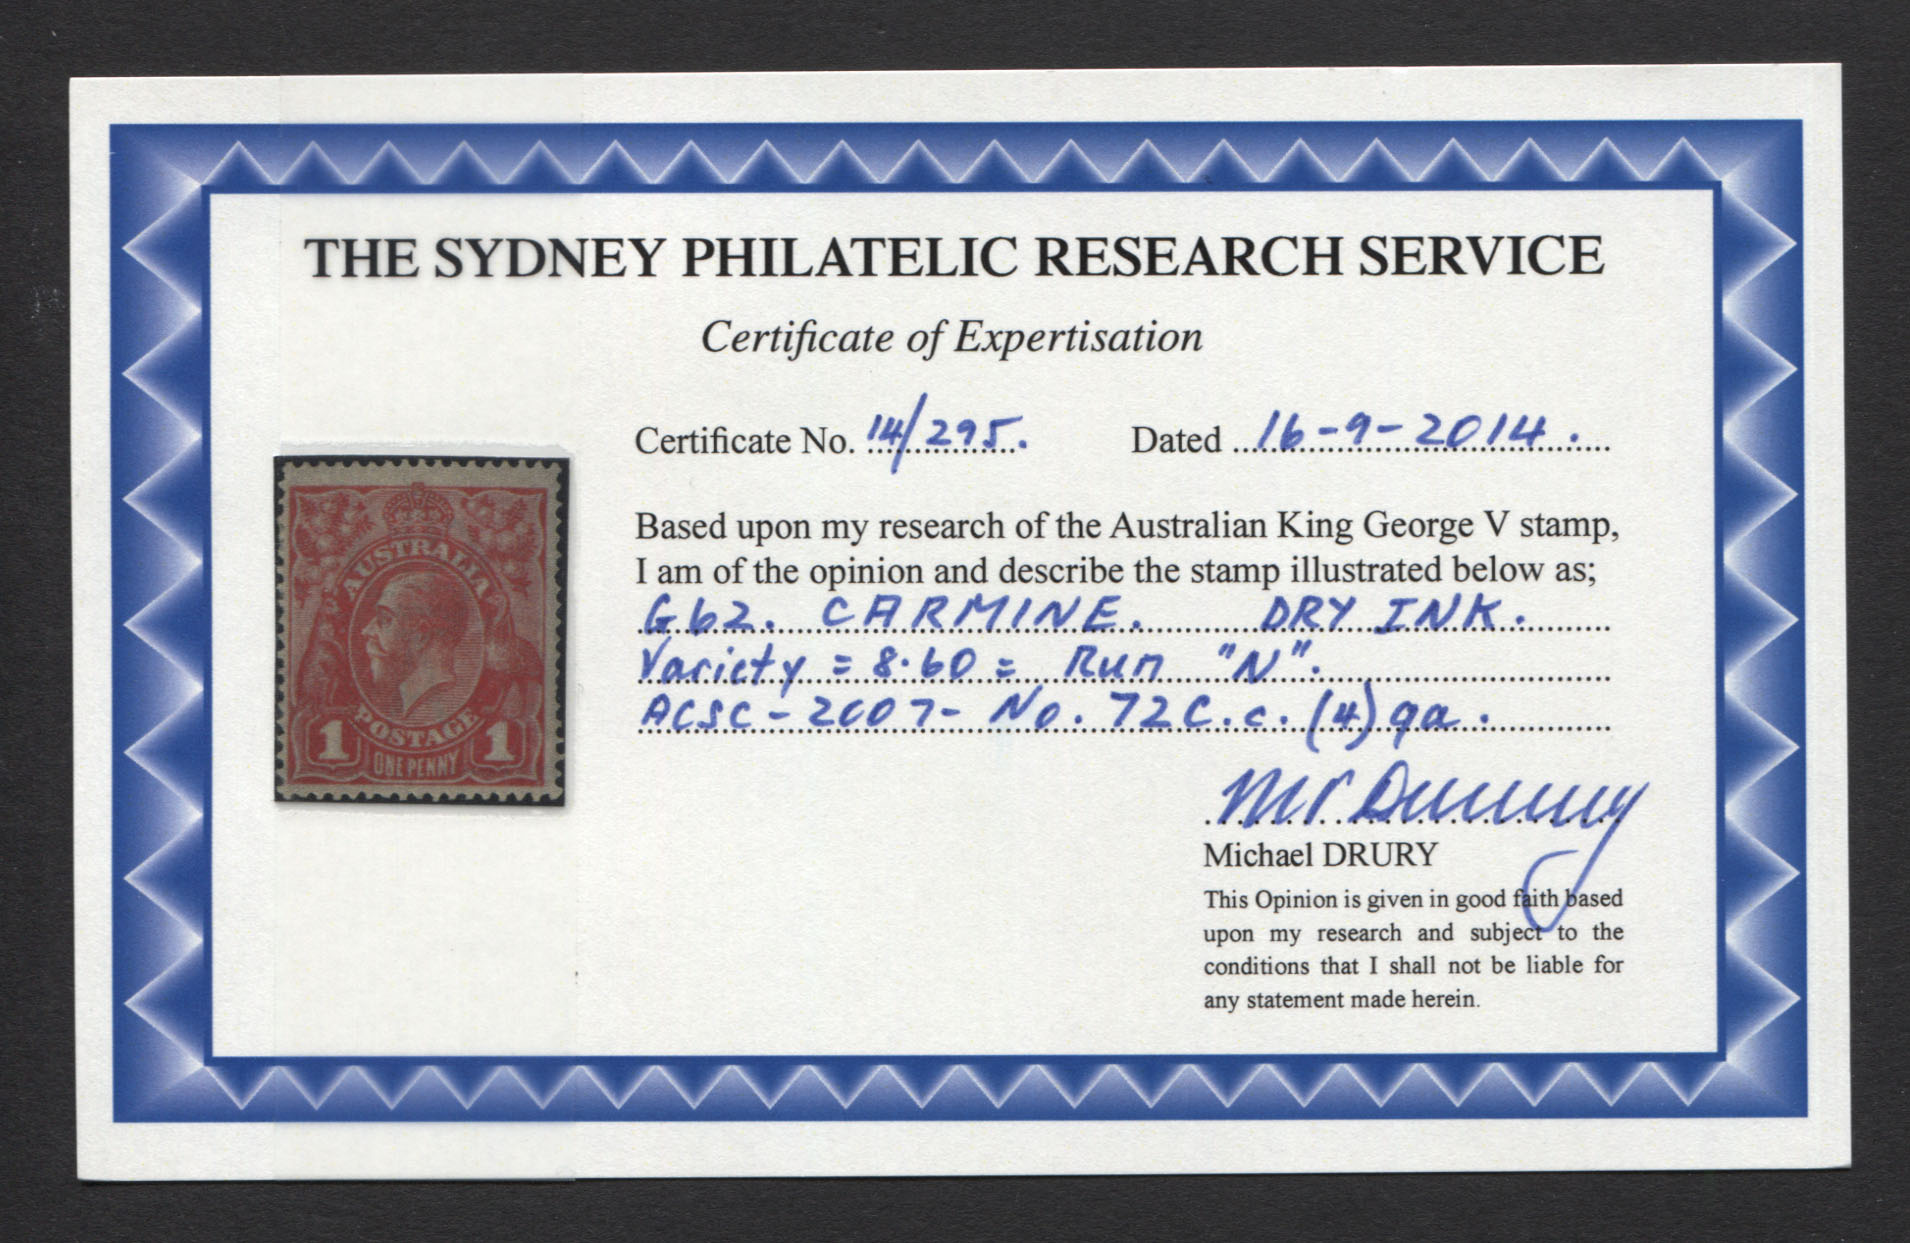 THE SYDNEY PHILATELIC RESEARCH SERVICE
Certificate of Expertisation
Certificate No. 14/295.
Dated 16-9-2014.
Based upon my research of the Australian King George V stamp,
I am of the opinion and describe the stamp illustrated below as;
G62. CARMINE. DRY INK.
Variety = 8.60 = Run "N".
ACSC-2007- No. 72C.c.(4)qa.
AUSTRALIA
POSTAGE
1 ONE PENNY 1
Mr Drury
Michael DRURY
This Opinion is given in good faith based
upon my research and subject to the
conditions that I shall not be liable for
any statement made herein.